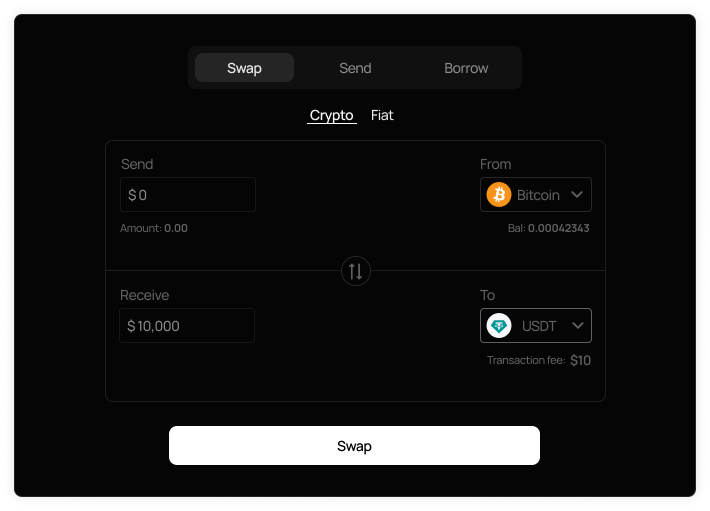 Swap Send Borrow
Crypto Fiat
Send From
$0 Bitcoin
Amount: 0.00 Bal: 0.00042343
Receive To
$10,000 USDT
Transaction fee: $10
Swap